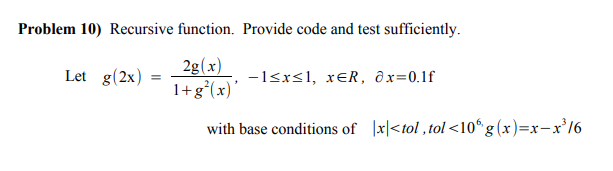 Problem 10) Recursive function. Provide code and test sufficiently.
Let g(2x) = 2g(x) / 1+g²(x), -1≤x≤1, x∈R, ∂x=0.1f
with base conditions of |x|<tol, tol<10⁶, g(x)=x−x³/6